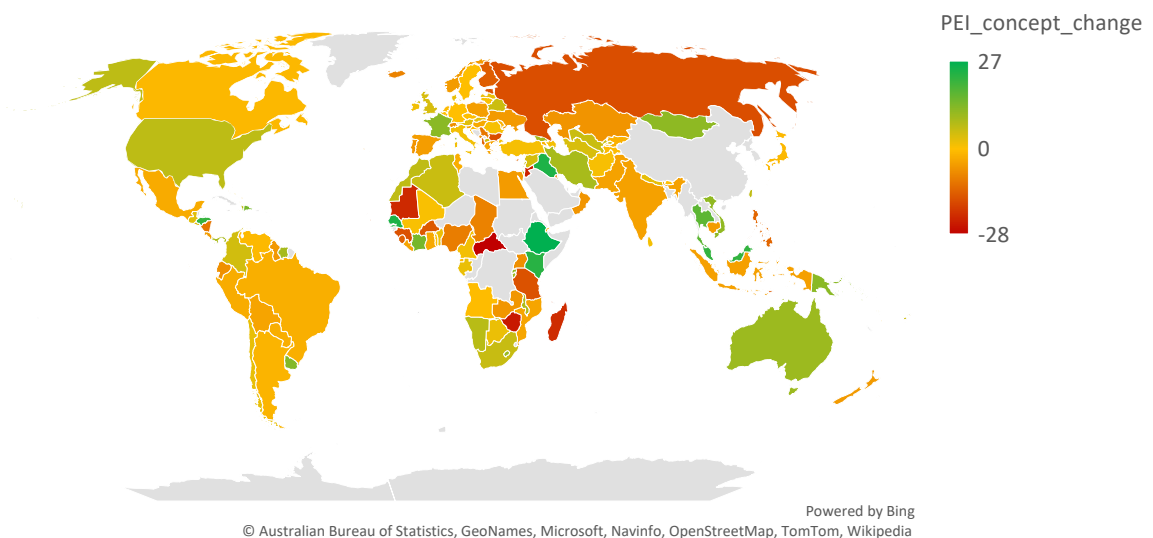 PEI_concept_change
27
0
-28
Powered by Bing
© Australian Bureau of Statistics, GeoNames, Microsoft, Navinfo, OpenStreetMap, TomTom, Wikipedia